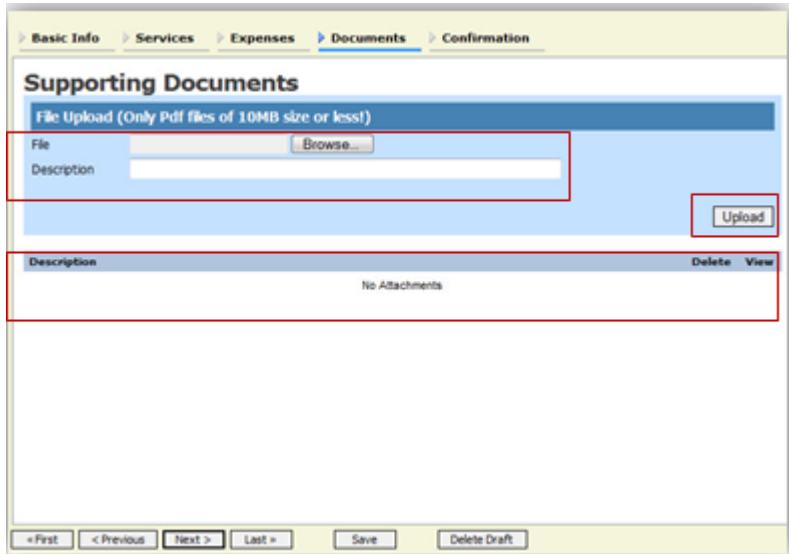 Basic Info Services Expenses Documents Confirmation
Supporting Documents
File Upload (Only Pdf files of 10MB size or less!)
File Browse...
Description
Upload
Description Delete View
No Attachments
«First <Previous Next > Last » Save Delete Draft